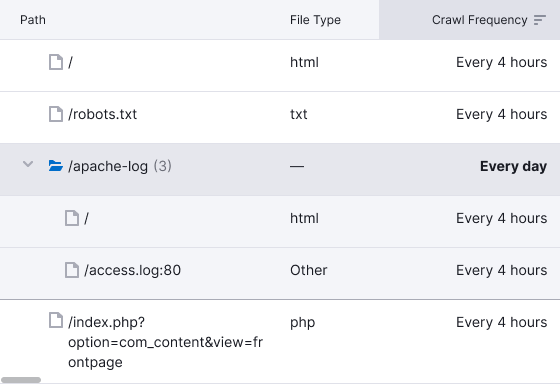 Path File Type Crawl Frequency
/ html Every 4 hours
/robots.txt txt Every 4 hours
/apache-log (3) — Every day
/ html Every 4 hours
/access.log:80 Other Every 4 hours
/index.php? php Every 4 hours
option=com_content&view=fr
ontpage